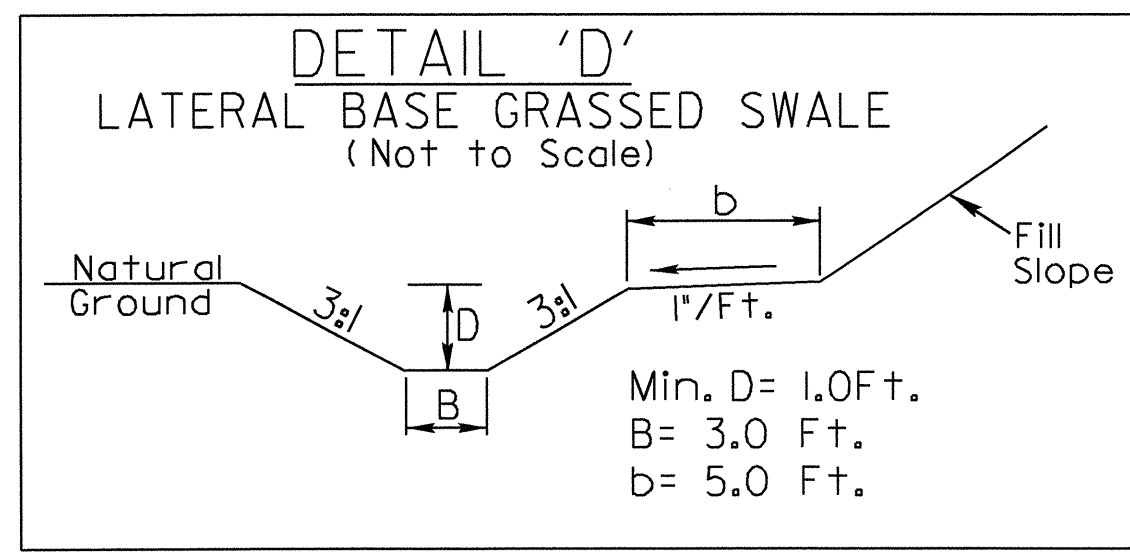 DETAIL 'D'
LATERAL BASE GRASSED SWALE
(Not to Scale)
b
Natural
Ground
3:1
D
3:1
1"/Ft.
Fill
Slope
B
Min. D= 1.0Ft.
B= 3.0 Ft.
b= 5.0 Ft.